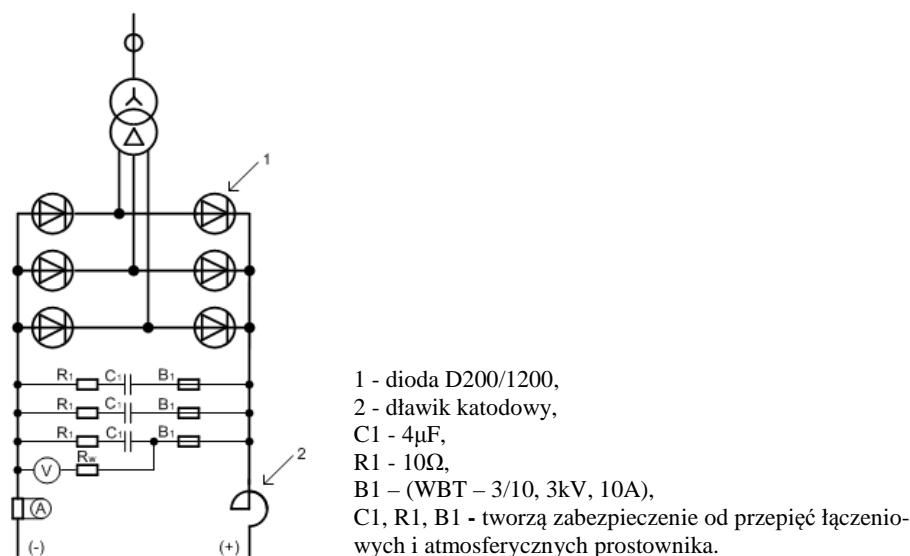 1
R₁ C₁ B₁
R₁ C₁ B₁
R₁ C₁ B₁
V Rw
2
A
(-) (+)
1 - dioda D200/1200,
2 - dławik katodowy,
C1 - 4μF,
R1 - 10Ω,
B1 – (WBT – 3/10, 3kV, 10A),
C1, R1, B1 - tworzą zabezpieczenie od przepięć łączenio-
wych i atmosferycznych prostownika.